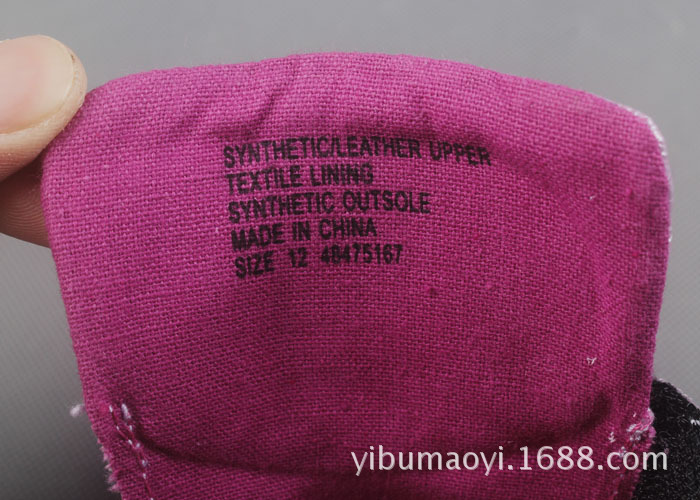 SYNTHETIC/LEATHER UPPER
TEXTILE LINING
SYNTHETIC OUTSOLE
MADE IN CHINA
SIZE 12 48475167
yibumaoyi.1688.com